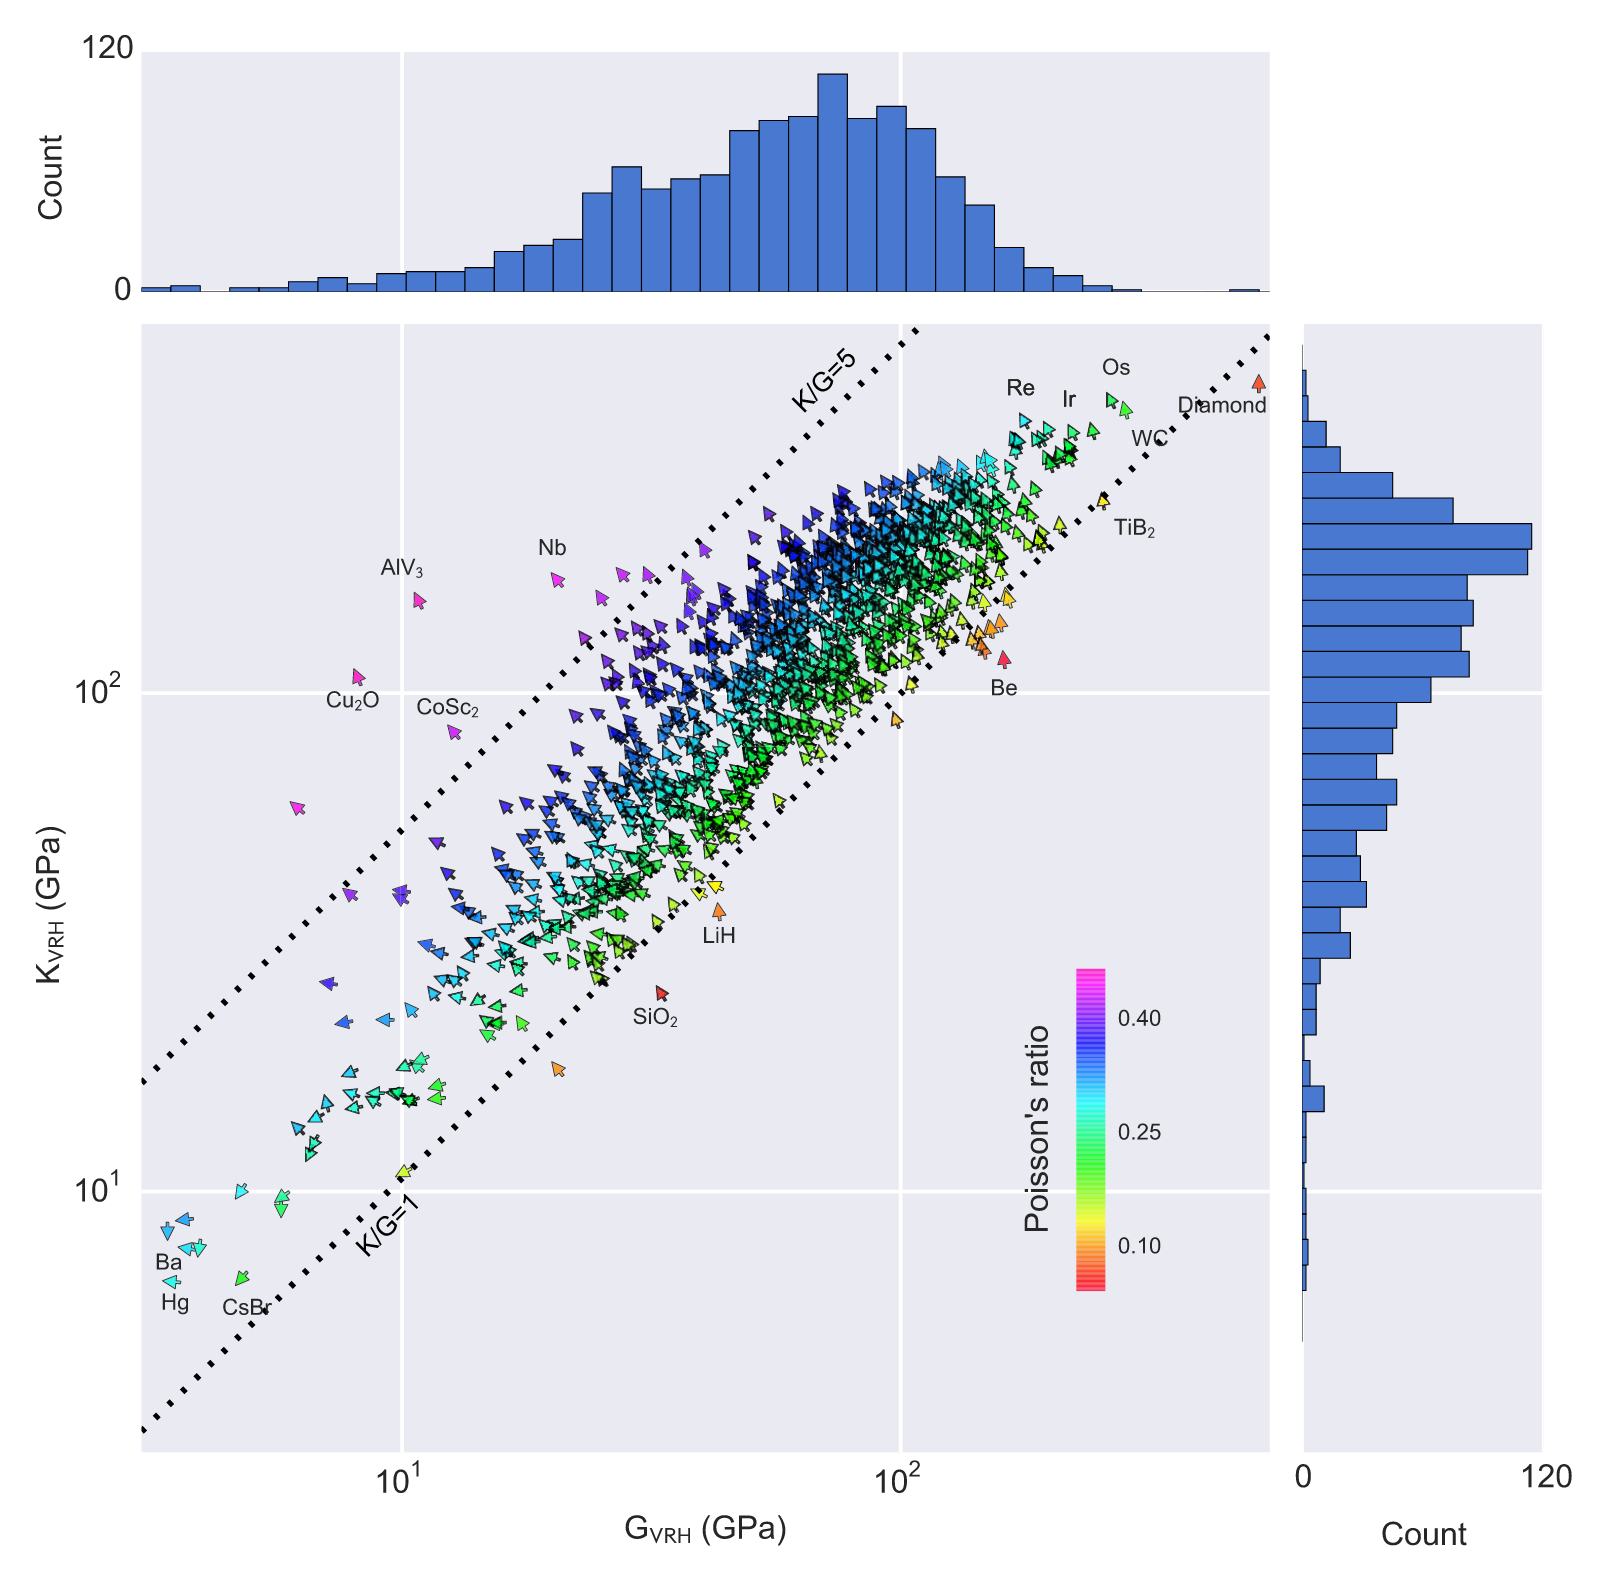 120
Count
0
K/G=5
Os
Re
Ir
Diamond
WC
TiB₂
Nb
AlV₃
Be
10²
Cu₂O
CoSc₂
K_VRH (GPa)
LiH
SiO₂
Poisson's ratio
0.40
0.25
0.10
10¹
K/G=1
Ba
Hg
CsBr
10¹
10²
0
120
G_VRH (GPa)
Count